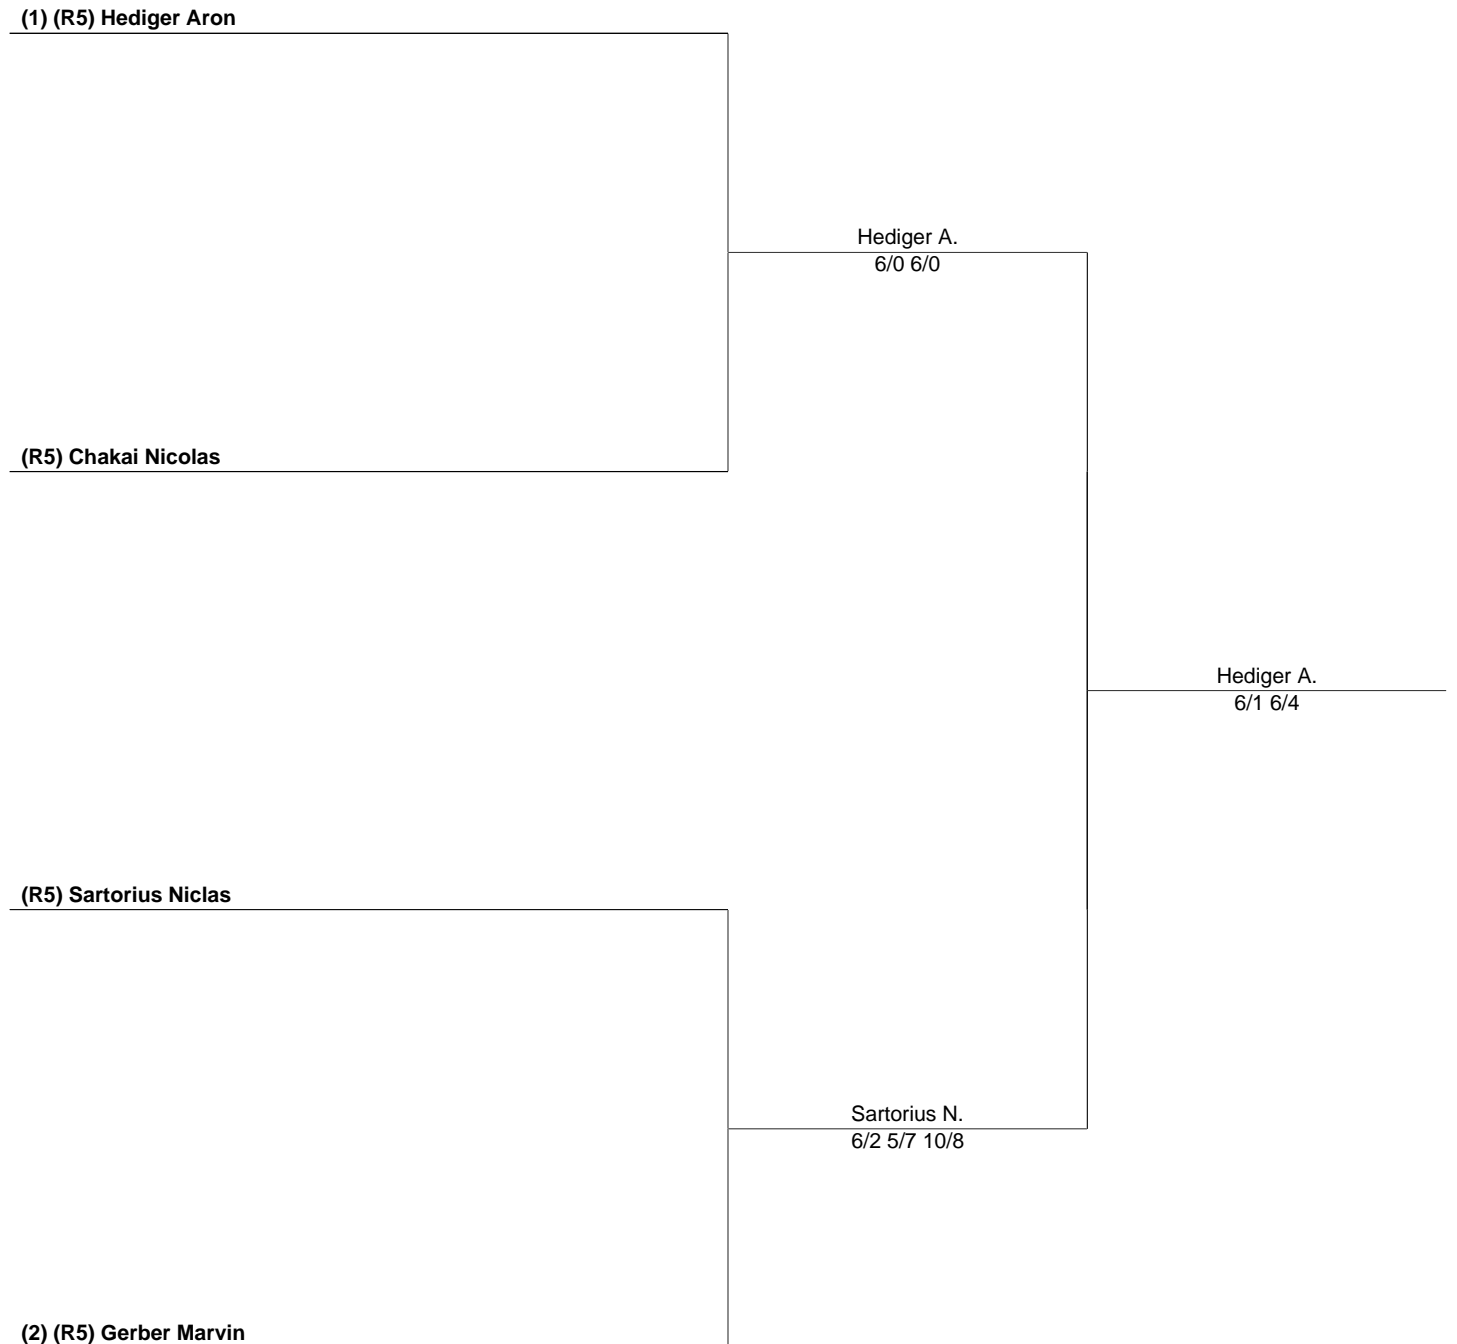 (1) (R5) Hediger Aron
Hediger A.
6/0 6/0
(R5) Chakai Nicolas
Hediger A.
6/1 6/4
(R5) Sartorius Niclas
Sartorius N.
6/2 5/7 10/8
(2) (R5) Gerber Marvin